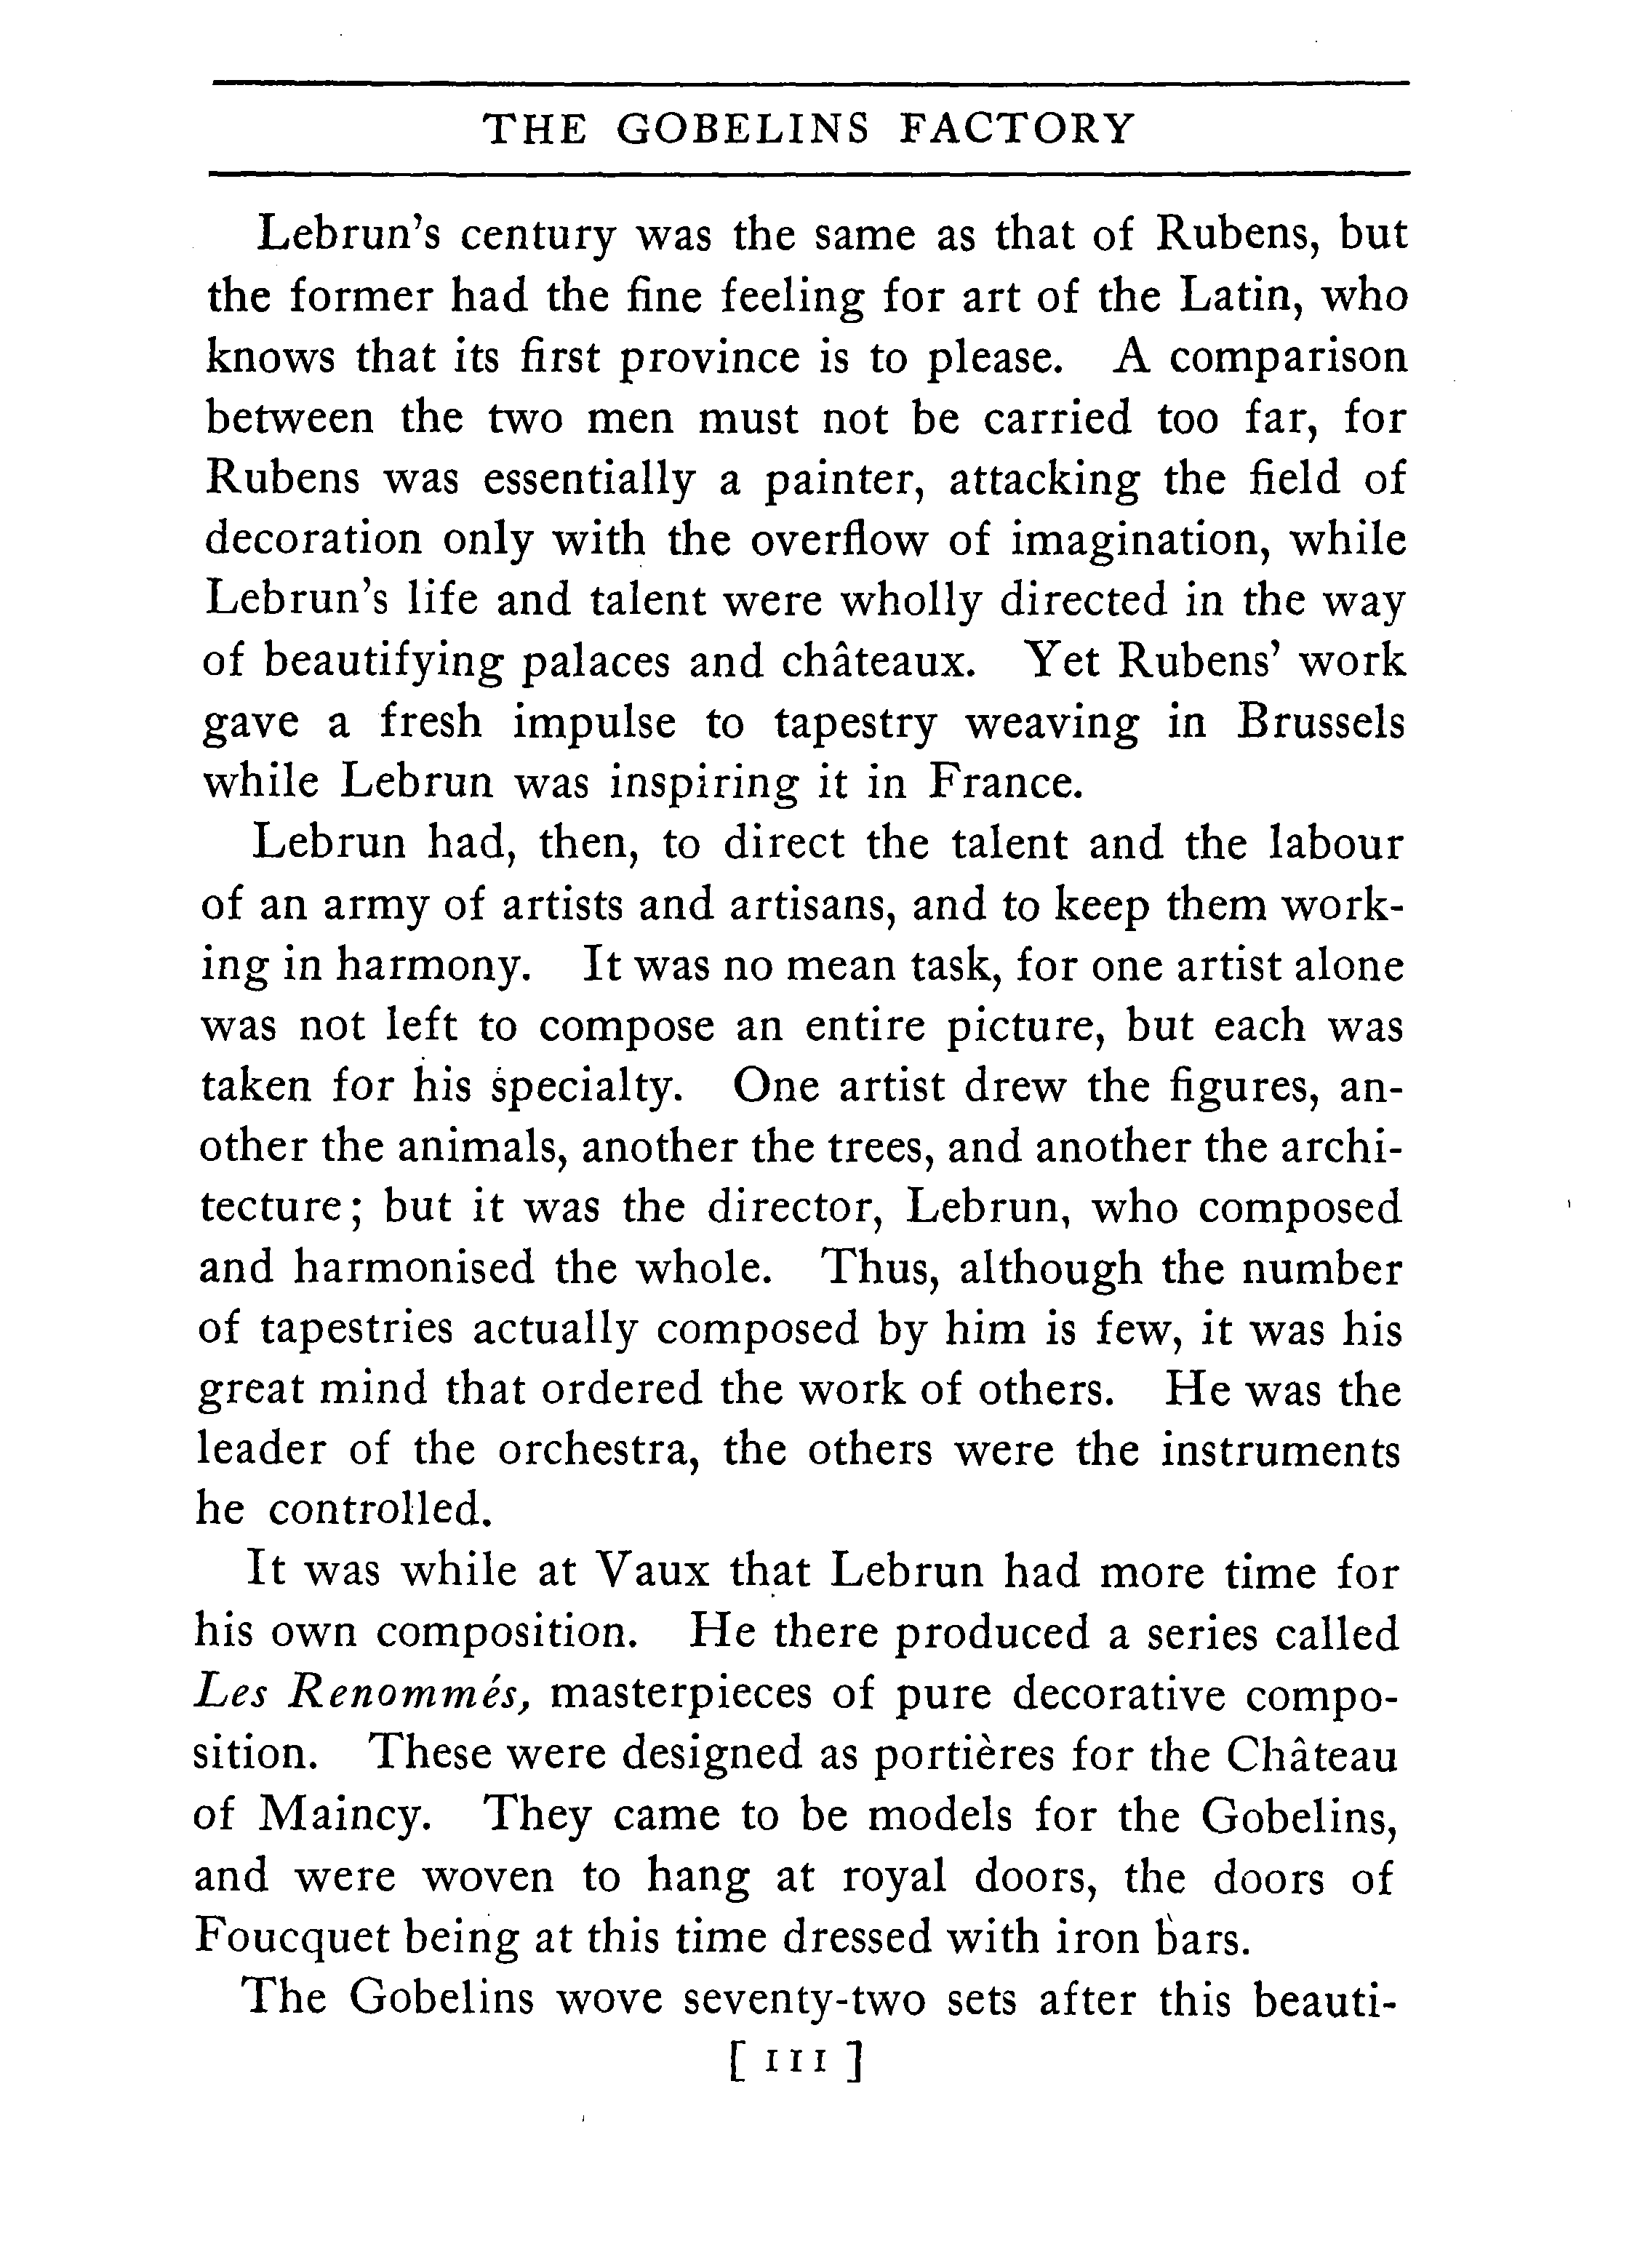 THE GOBELINS FACTORY
Lebrun's century was the same as that of Rubens, but
the former had the fine feeling for art of the Latin, who
knows that its first province is to please. A comparison
between the two men must not be carried too far, for
Rubens was essentially a painter, attacking the field of
decoration only with the overflow of imagination, while
Lebrun's life and talent were wholly directed in the way
of beautifying palaces and châteaux. Yet Rubens' work
gave a fresh impulse to tapestry weaving in Brussels
while Lebrun was inspiring it in France.
Lebrun had, then, to direct the talent and the labour
of an army of artists and artisans, and to keep them work-
ing in harmony. It was no mean task, for one artist alone
was not left to compose an entire picture, but each was
taken for his specialty. One artist drew the figures, an-
other the animals, another the trees, and another the archi-
tecture; but it was the director, Lebrun, who composed
and harmonised the whole. Thus, although the number
of tapestries actually composed by him is few, it was his
great mind that ordered the work of others. He was the
leader of the orchestra, the others were the instruments
he controlled.
It was while at Vaux that Lebrun had more time for
his own composition. He there produced a series called
Les Renommés, masterpieces of pure decorative compo-
sition. These were designed as portières for the Château
of Maincy. They came to be models for the Gobelins,
and were woven to hang at royal doors, the doors of
Foucquet being at this time dressed with iron bars.
The Gobelins wove seventy-two sets after this beauti-
[ 111 ]